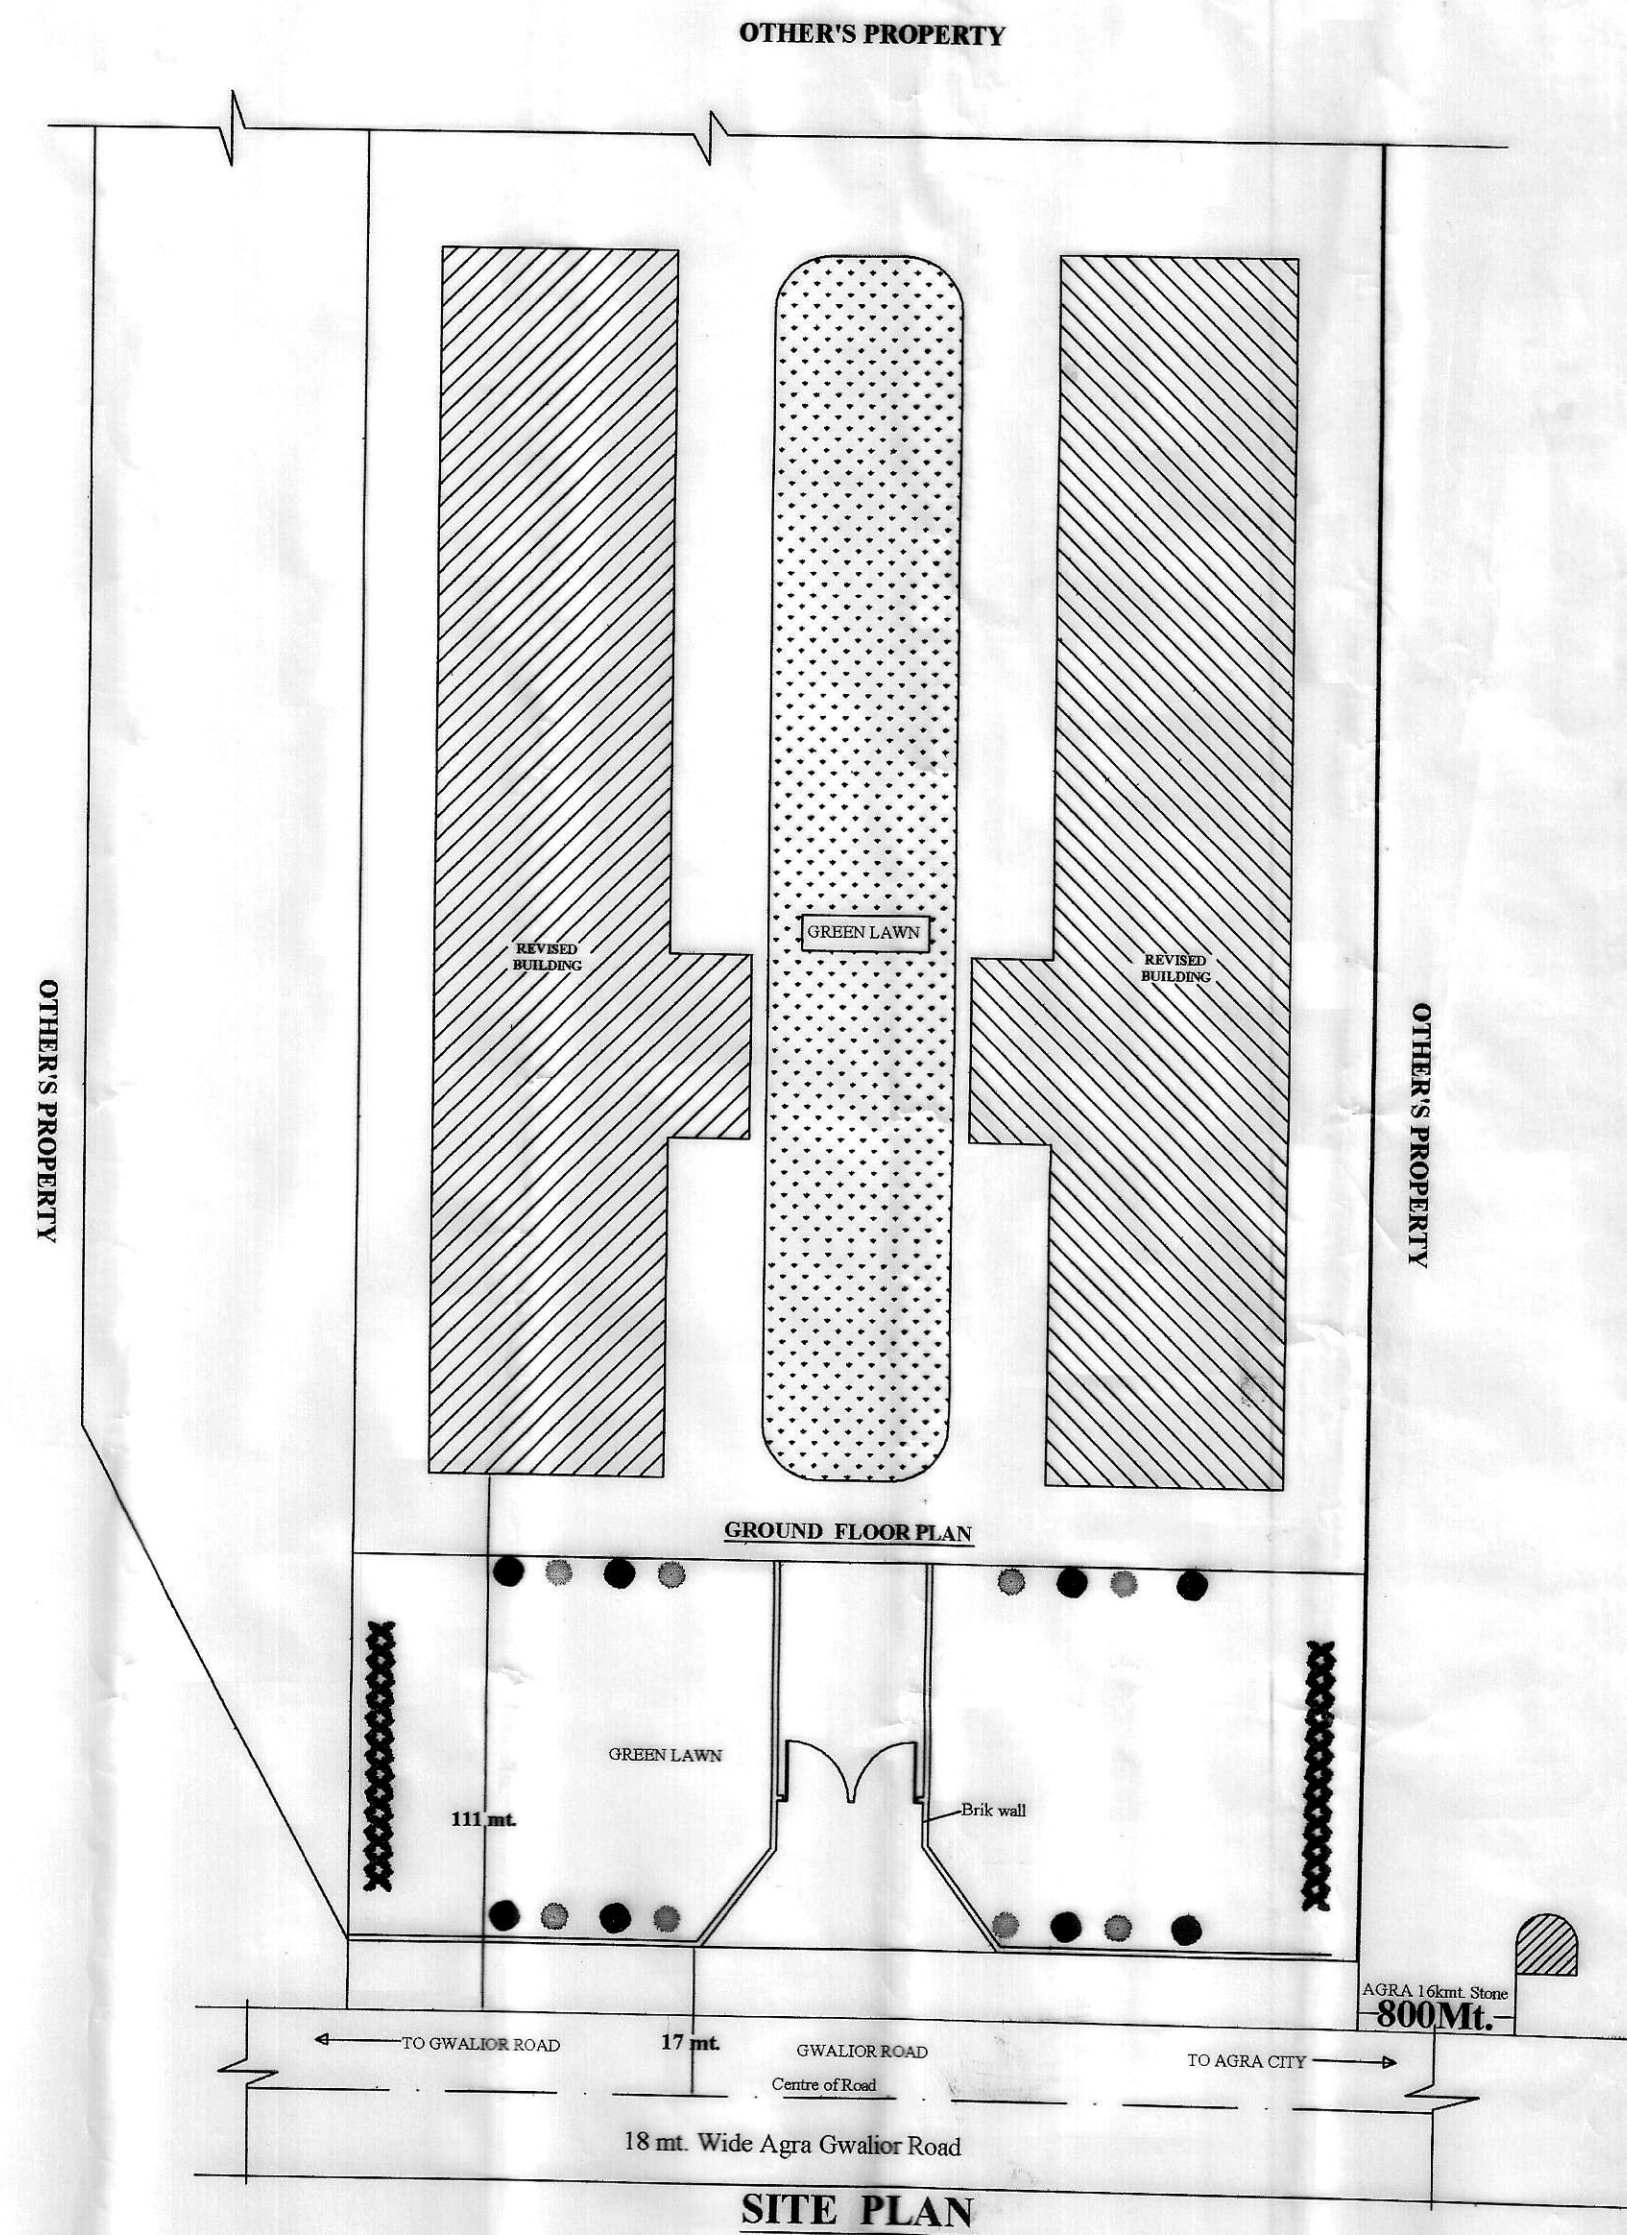 OTHER'S PROPERTY
GREEN LAWN
REVISED
BUILDING
REVISED
BUILDING
OTHER'S PROPERTY
OTHER'S PROPERTY
GROUND FLOOR PLAN
GREEN LAWN
Brik wall
111 mt.
AGRA 16kmt. Stone
800Mt.
TO GWALIOR ROAD
17 mt.
GWALIOR ROAD
TO AGRA CITY
Centre of Road
18 mt. Wide Agra Gwalior Road
SITE PLAN